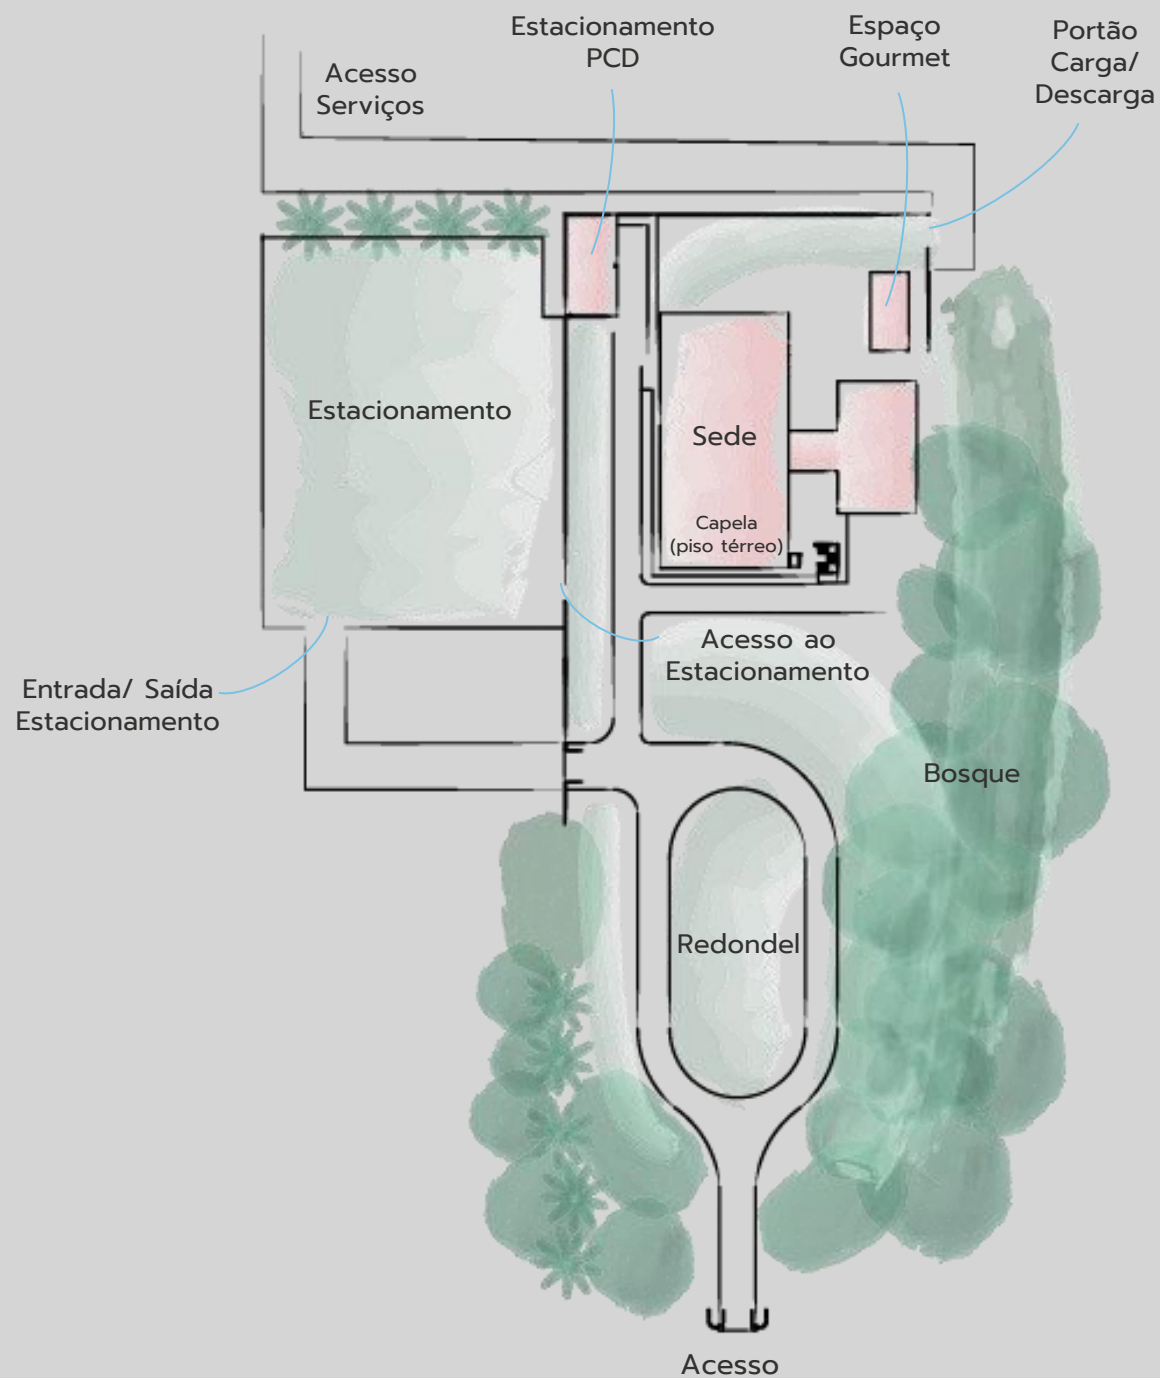 Estacionamento
PCD
Espaço
Gourmet
Portão
Carga/
Descarga
Acesso
Serviços
Estacionamento
Sede
Capela
(piso térreo)
Acesso ao
Estacionamento
Entrada/ Saída
Estacionamento
Bosque
Redondel
Acesso